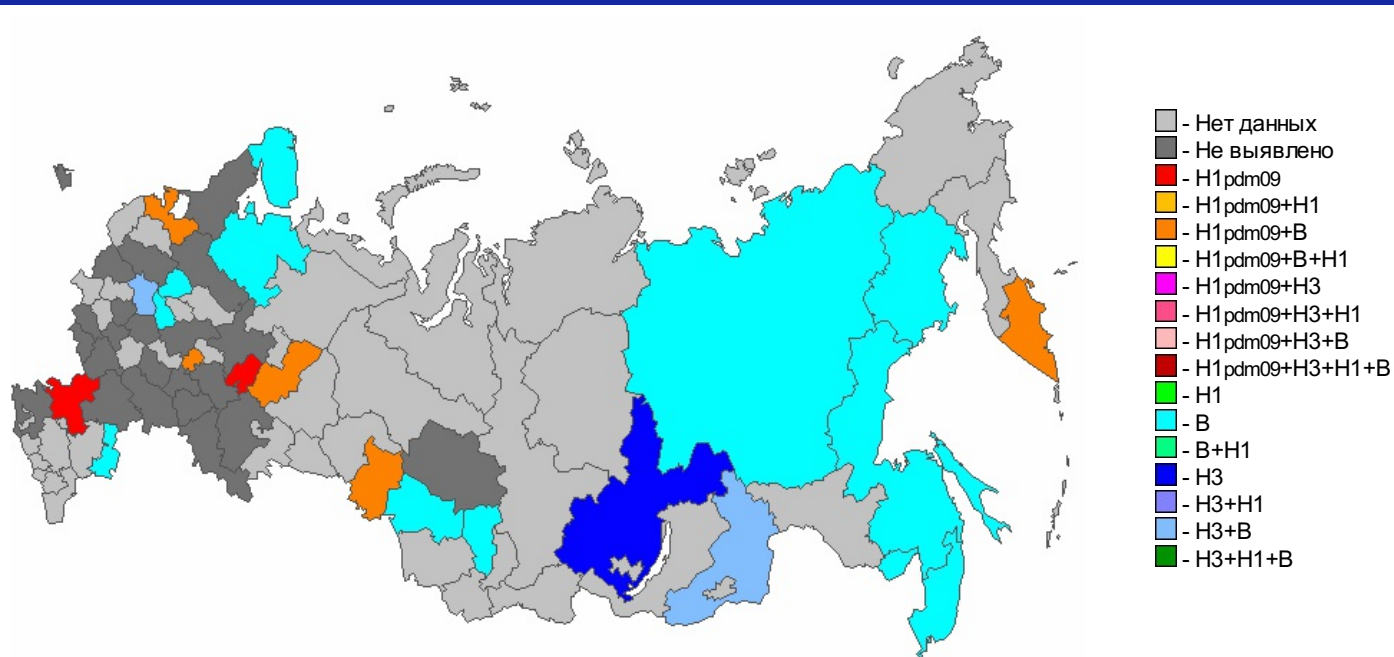 - Нет данных
- Не выявлено
- H1pdm09
- H1pdm09+H1
- H1pdm09+B
- H1pdm09+B+H1
- H1pdm09+H3
- H1pdm09+H3+H1
- H1pdm09+H3+B
- H1pdm09+H3+H1+B
- H1
- B
- B+H1
- H3
- H3+H1
- H3+B
- H3+H1+B